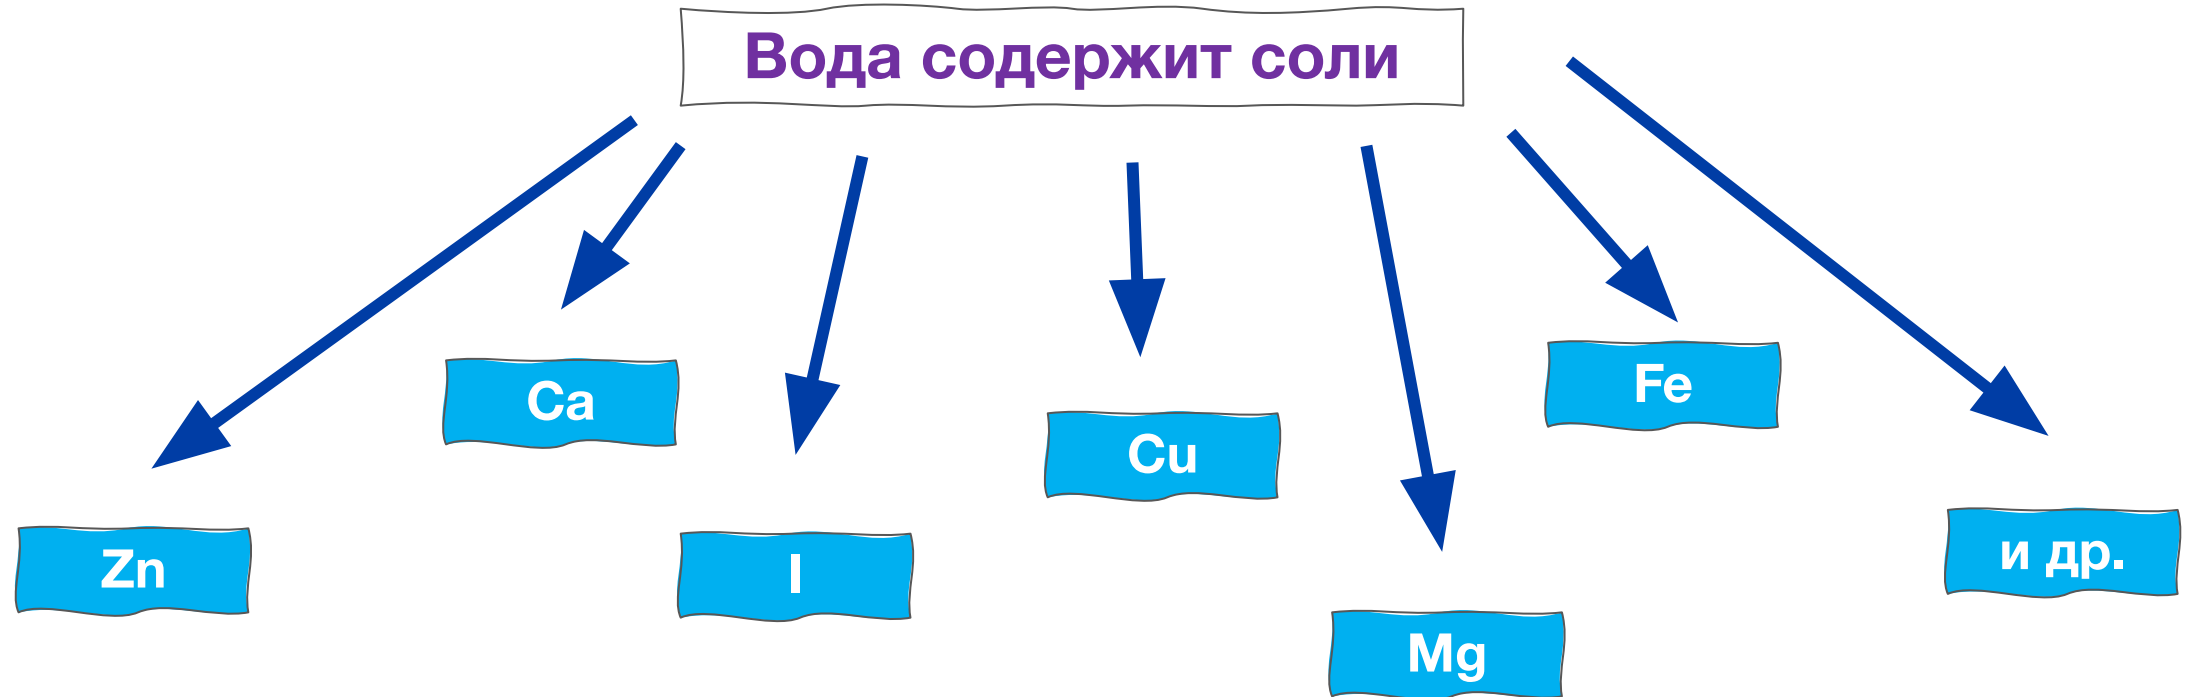 Вода содержит соли
Ca
Fe
Cu
Zn
I
и др.
Mg